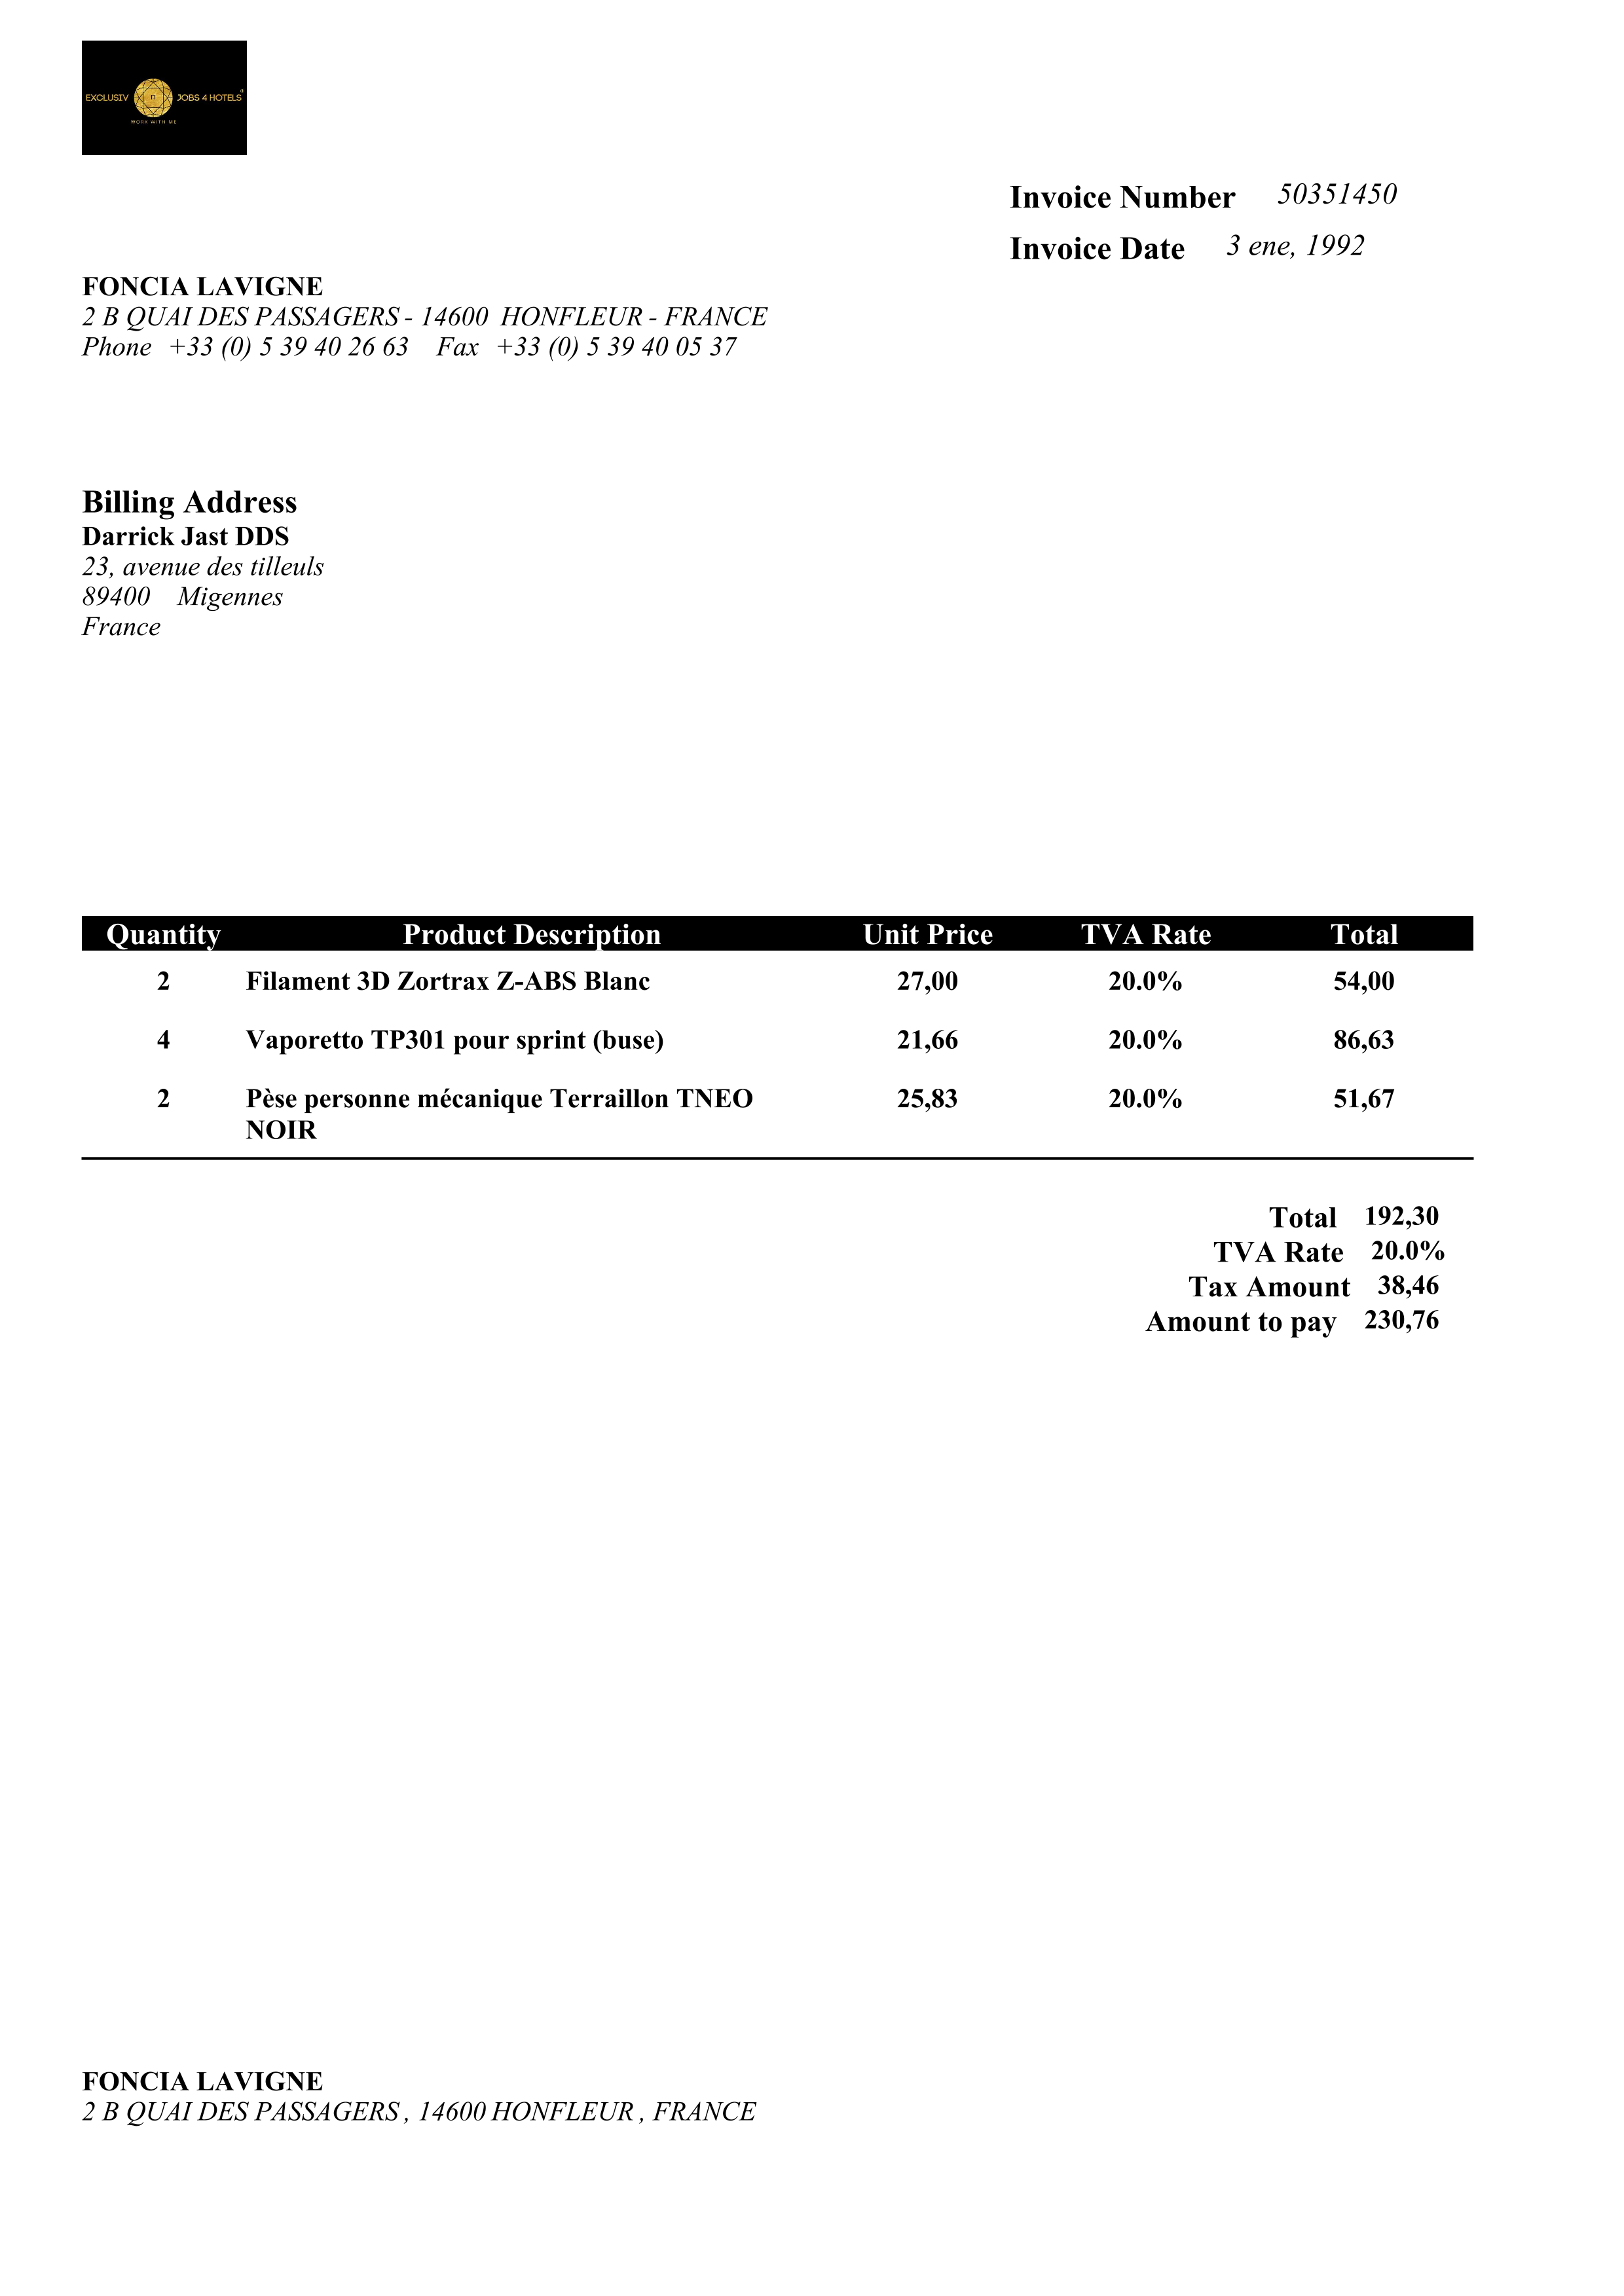 EXCLUSIV n JOBS 4 HOTELS®
WORK WITH ME
Invoice Number 50351450
Invoice Date 3 ene, 1992
FONCIA LAVIGNE
2 B QUAI DES PASSAGERS - 14600 HONFLEUR - FRANCE
Phone +33 (0) 5 39 40 26 63 Fax +33 (0) 5 39 40 05 37
Billing Address
Darrick Jast DDS
23, avenue des tilleuls
89400 Migennes
France
Quantity Product Description Unit Price TVA Rate Total
2 Filament 3D Zortrax Z-ABS Blanc 27,00 20.0% 54,00
4 Vaporetto TP301 pour sprint (buse) 21,66 20.0% 86,63
2 Pèse personne mécanique Terraillon TNEO 25,83 20.0% 51,67
NOIR
Total 192,30
TVA Rate 20.0%
Tax Amount 38,46
Amount to pay 230,76
FONCIA LAVIGNE
2 B QUAI DES PASSAGERS , 14600 HONFLEUR , FRANCE